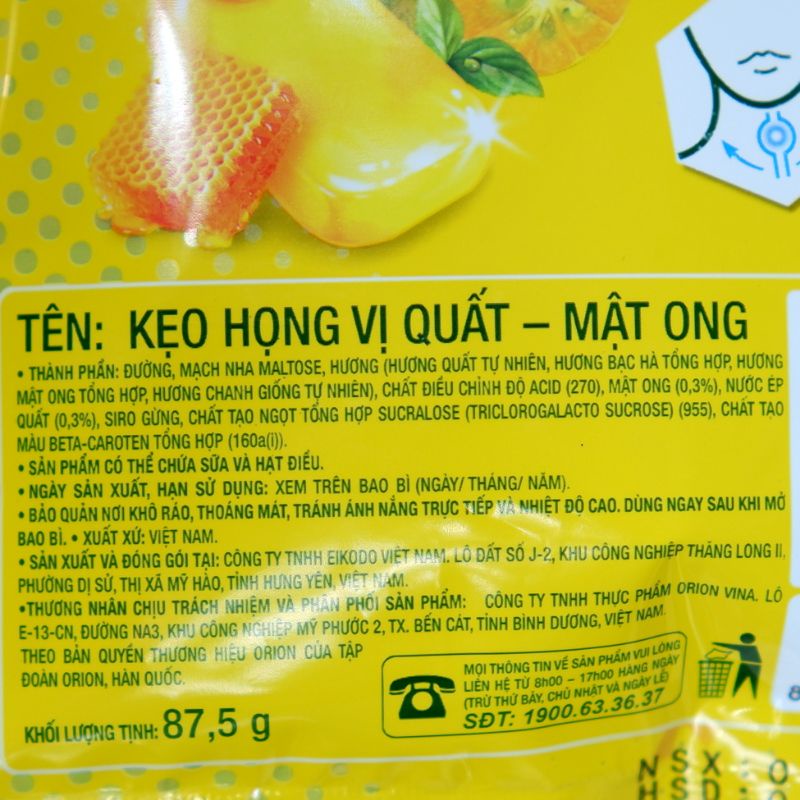 TÊN: KẸO HỌNG VỊ QUẤT – MẬT ONG
• THÀNH PHẦN: ĐƯỜNG, MẠCH NHA MALTOSE, HƯƠNG (HƯƠNG QUẤT TỰ NHIÊN, HƯƠNG BẠC HÀ TỔNG HỢP, HƯƠNG
MẬT ONG TỔNG HỢP, HƯƠNG CHANH GIỐNG TỰ NHIÊN), CHẤT ĐIỀU CHỈNH ĐỘ ACID (270), MẬT ONG (0,3%), NƯỚC ÉP
QUẤT (0,3%), SIRO GỪNG, CHẤT TẠO NGỌT TỔNG HỢP SUCRALOSE (TRICLOROGALACTO SUCROSE) (955), CHẤT TẠO
MÀU BETA-CAROTEN TỔNG HỢP (160a(i)).
• SẢN PHẨM CÓ THỂ CHỨA SỮA VÀ HẠT ĐIỀU.
• NGÀY SẢN XUẤT, HẠN SỬ DỤNG: XEM TRÊN BAO BÌ (NGÀY/ THÁNG/ NĂM).
• BẢO QUẢN NƠI KHÔ RÁO, THOÁNG MÁT, TRÁNH ÁNH NẮNG TRỰC TIẾP VÀ NHIỆT ĐỘ CAO. DÙNG NGAY SAU KHI MỞ
BAO BÌ. • XUẤT XỨ: VIỆT NAM.
• SẢN XUẤT VÀ ĐÓNG GÓI TẠI: CÔNG TY TNHH EIKODO VIỆT NAM. LÔ ĐẤT SỐ J-2, KHU CÔNG NGHIỆP THĂNG LONG II,
PHƯỜNG DỊ SỬ, THỊ XÃ MỸ HÀO, TỈNH HƯNG YÊN, VIỆT NAM.
•THƯƠNG NHÂN CHỊU TRÁCH NHIỆM VÀ PHÂN PHỐI SẢN PHẨM: CÔNG TY TNHH THỰC PHẨM ORION VINA. LÔ
E-13-CN, ĐƯỜNG NA3, KHU CÔNG NGHIỆP MỸ PHƯỚC 2, TX. BẾN CÁT, TỈNH BÌNH DƯƠNG, VIỆT NAM.
THEO BẢN QUYỀN THƯƠNG HIỆU ORION CỦA TẬP
ĐOÀN ORION, HÀN QUỐC.
MỌI THÔNG TIN VỀ SẢN PHẨM VUI LÒNG
LIÊN HỆ TỪ 8h00 – 17h00 HÀNG NGÀY
(TRỪ THỨ BẢY, CHỦ NHẬT VÀ NGÀY LỄ)
SĐT: 1900.63.36.37
KHỐI LƯỢNG TỊNH: 87,5 g
8
NSX : 0
HSD : 0